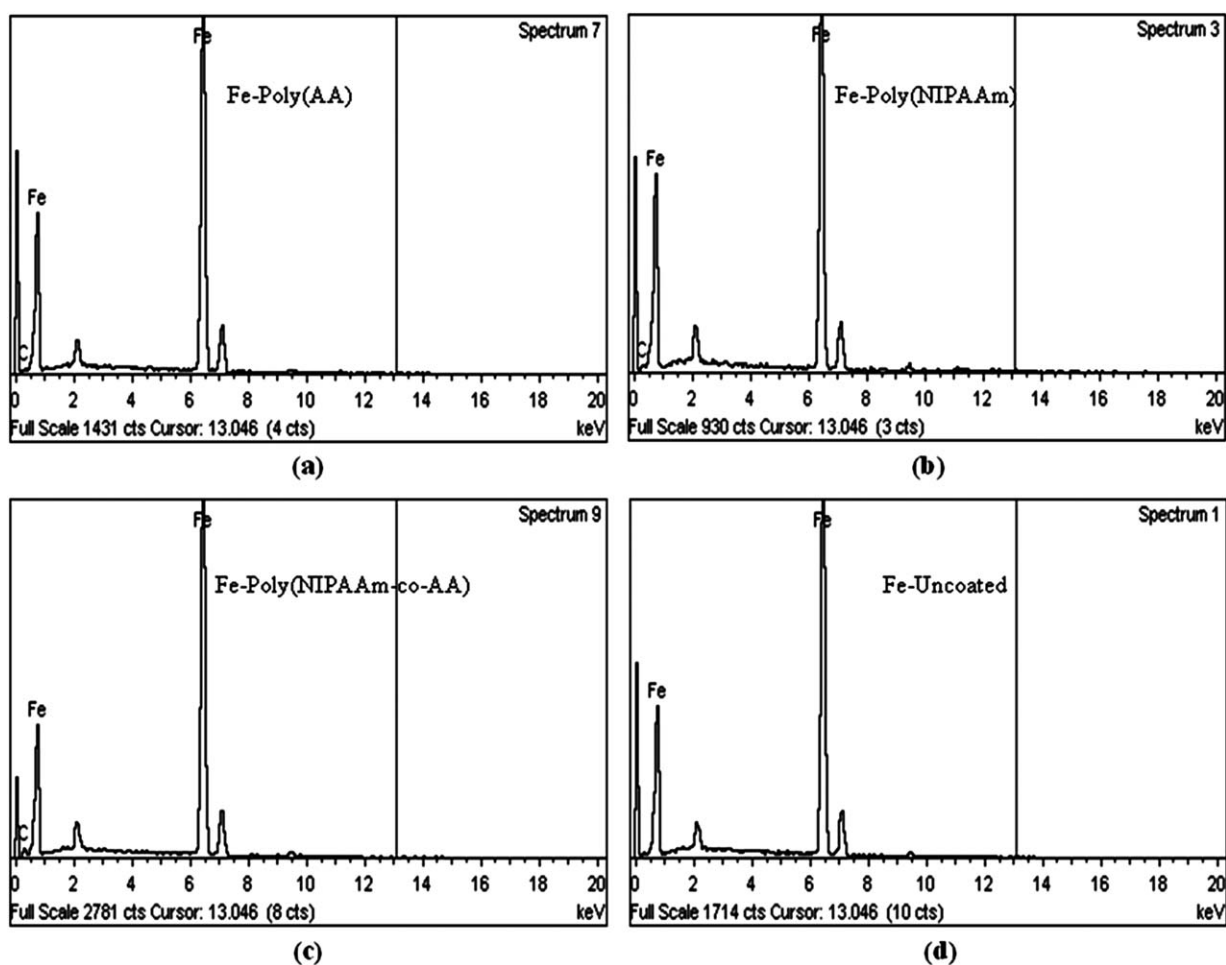 Spectrum 7
Fe
Fe-Poly(AA)
Fe
C
0 2 4 6 8 10 12 14 16 18 20
Full Scale 1431 cts Cursor: 13.046 (4 cts) keV
(a)
Spectrum 3
Fe
Fe-Poly(NIPAAm)
Fe
C
0 2 4 6 8 10 12 14 16 18 20
Full Scale 930 cts Cursor: 13.046 (3 cts) keV
(b)
Spectrum 9
Fe
Fe-Poly(NIPAAm-co-AA)
Fe
C
0 2 4 6 8 10 12 14 16 18 20
Full Scale 2781 cts Cursor: 13.046 (8 cts) keV
(c)
Spectrum 1
Fe
Fe-Uncoated
Fe
0 2 4 6 8 10 12 14 16 18 20
Full Scale 1714 cts Cursor: 13.046 (10 cts) keV
(d)